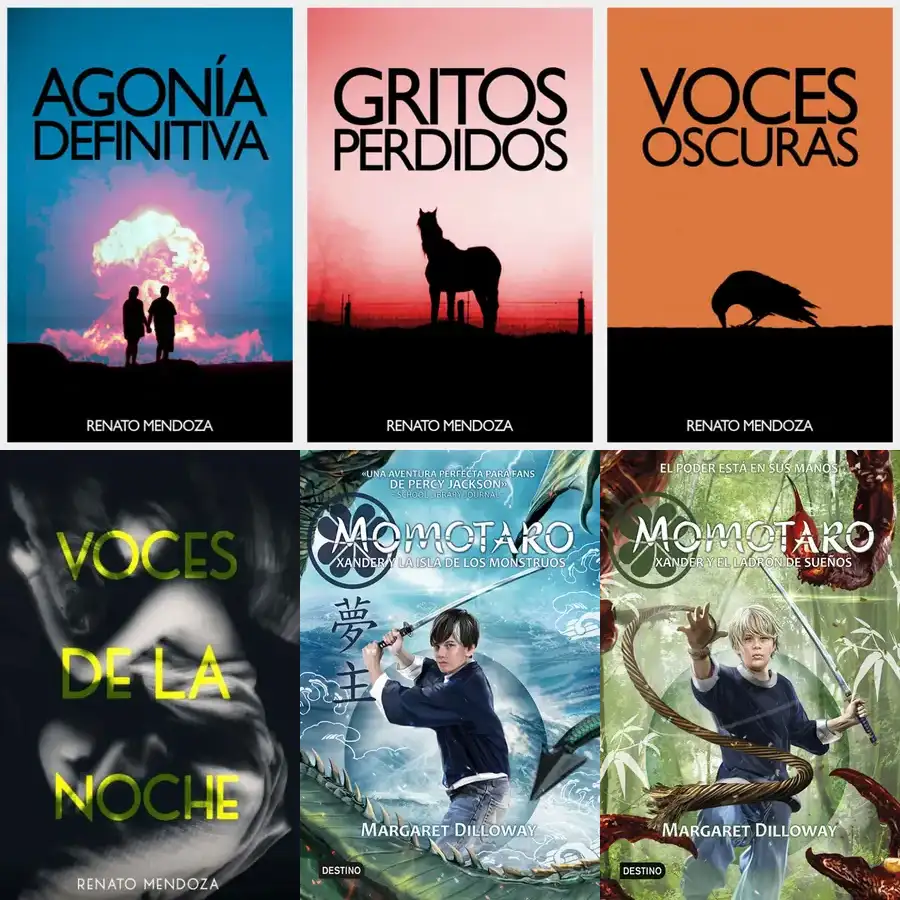 AGONÍA
DEFINITIVA
RENATO MENDOZA
GRITOS
PERDIDOS
RENATO MENDOZA
VOCES
OSCURAS
RENATO MENDOZA
VOCES
DE LA
NOCHE
RENATO MENDOZA
«UNA AVENTURA PERFECTA PARA FANS
DE PERCY JACKSON»
SCHOOL LIBRARY JOURNAL
MOMOTARO
XANDER Y LA ISLA DE LOS MONSTRUOS
夢
主
MARGARET DILLOWAY
DESTINO
EL PODER ESTÁ EN SUS MANOS
MOMOTARO
XANDER Y EL LADRÓN DE SUEÑOS
MARGARET DILLOWAY
DESTINO